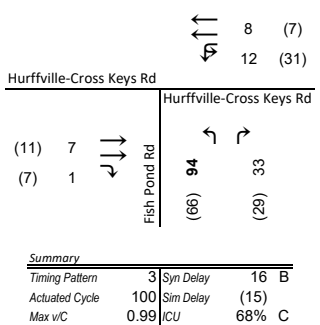 8 (7)
12 (31)
Hurffville-Cross Keys Rd
Hurffville-Cross Keys Rd
(11) 7
(7) 1
Fish Pond Rd
94 33
(66) (29)
Summary
Timing Pattern 3 Syn Delay 16 B
Actuated Cycle 100 Sim Delay (15)
Max v/C 0.99 ICU 68% C